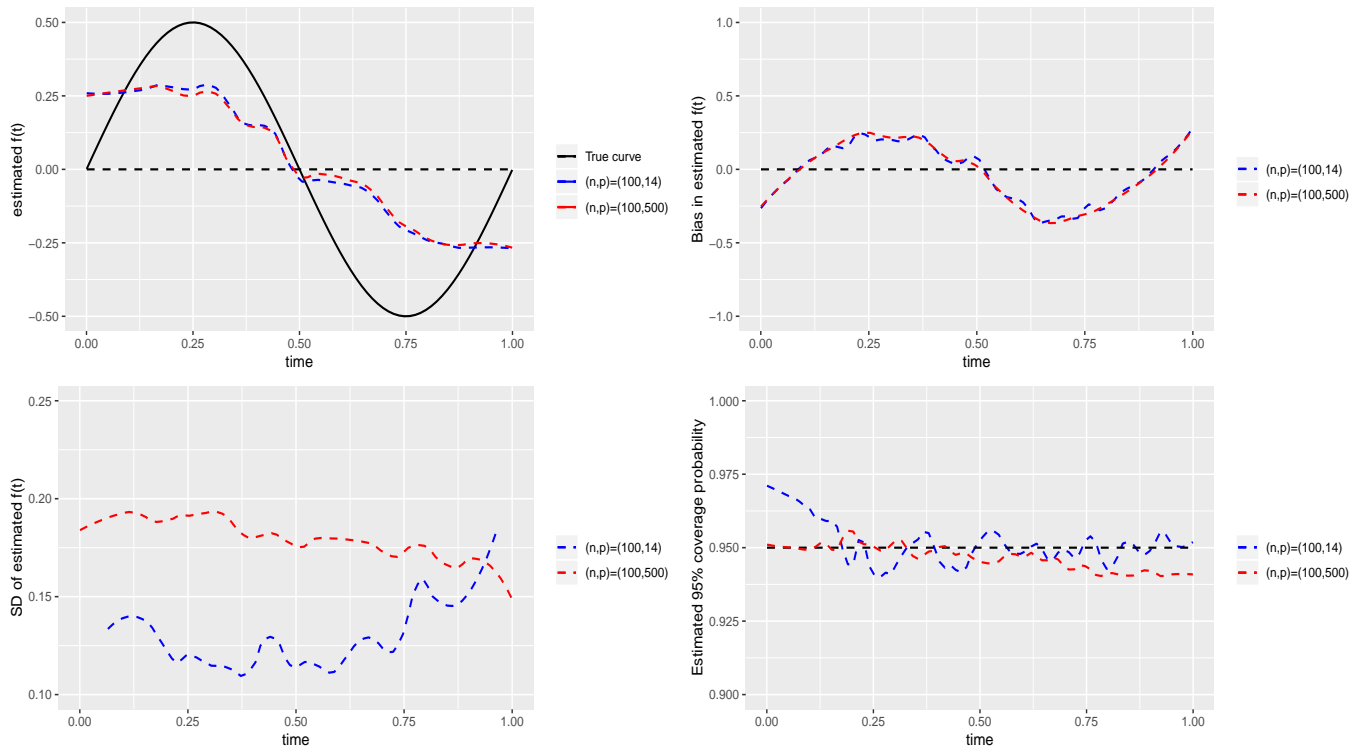 estimated f(t)
0.50
0.25
0.00
−0.25
−0.50
0.00
0.25
0.50
0.75
1.00
time
True curve
(n,p)=(100,14)
(n,p)=(100,500)
Bias in estimated f(t)
1.0
0.5
0.0
−0.5
−1.0
0.00
0.25
0.50
0.75
1.00
time
(n,p)=(100,14)
(n,p)=(100,500)
SD of estimated f(t)
0.25
0.20
0.15
0.10
0.00
0.25
0.50
0.75
1.00
time
(n,p)=(100,14)
(n,p)=(100,500)
Estimated 95% coverage probability
1.000
0.975
0.950
0.925
0.900
0.00
0.25
0.50
0.75
1.00
time
(n,p)=(100,14)
(n,p)=(100,500)